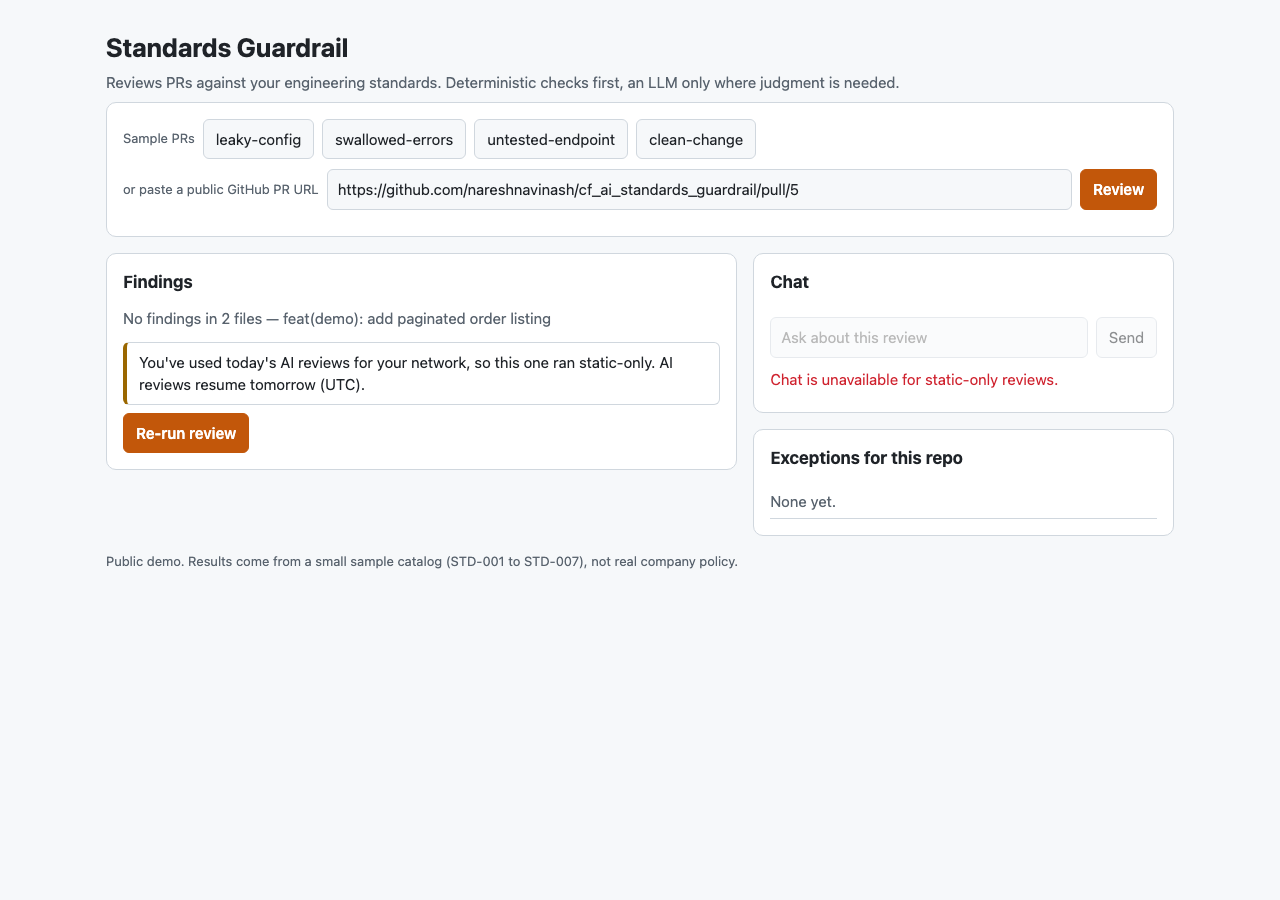 Standards Guardrail
Reviews PRs against your engineering standards. Deterministic checks first, an LLM only where judgment is needed.
Sample PRs leaky-config swallowed-errors untested-endpoint clean-change
or paste a public GitHub PR URL https://github.com/nareshnavinash/cf_ai_standards_guardrail/pull/5 Review
Findings
No findings in 2 files — feat(demo): add paginated order listing
You've used today's AI reviews for your network, so this one ran static-only. AI
reviews resume tomorrow (UTC).
Re-run review
Chat
Ask about this review Send
Chat is unavailable for static-only reviews.
Exceptions for this repo
None yet.
Public demo. Results come from a small sample catalog (STD-001 to STD-007), not real company policy.